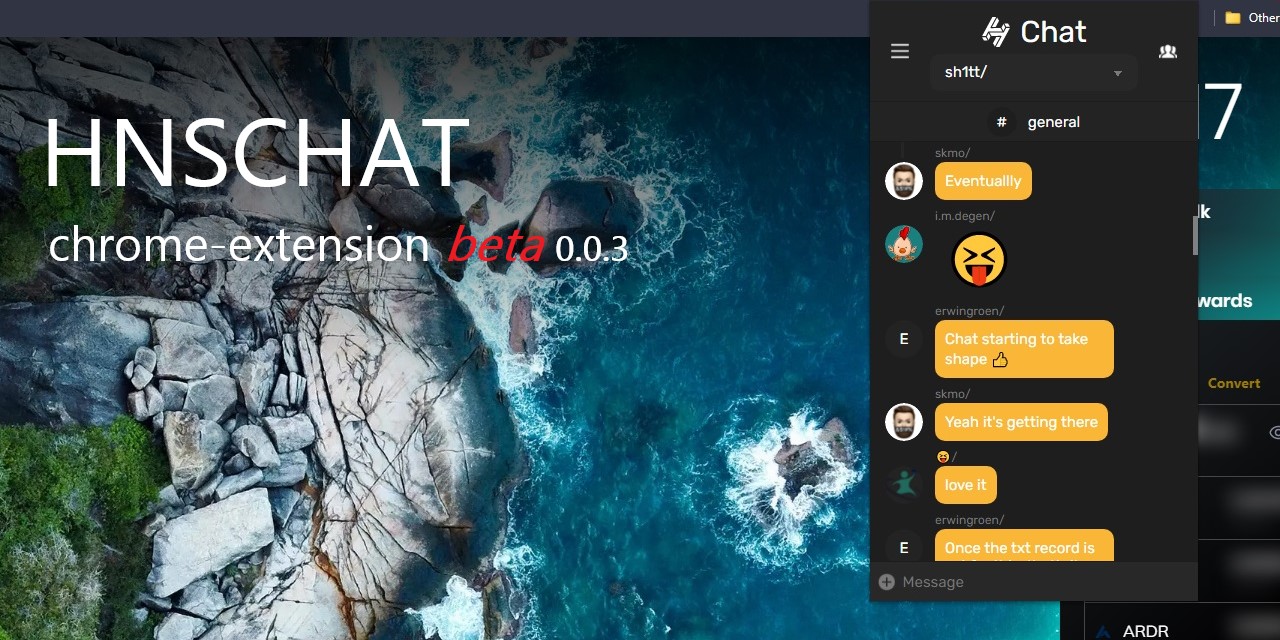 Other
Chat
sh1tt/
# general
HNSCHAT
chrome-extension beta 0.0.3
skmo/
Eventuallly
i.m.degen/
erwingroen/
E
Chat starting to take
shape 👍
skmo/
Yeah it's getting there
😝/
love it
erwingroen/
E
Once the txt record is
Message
7
lk
wards
Convert
ARDR